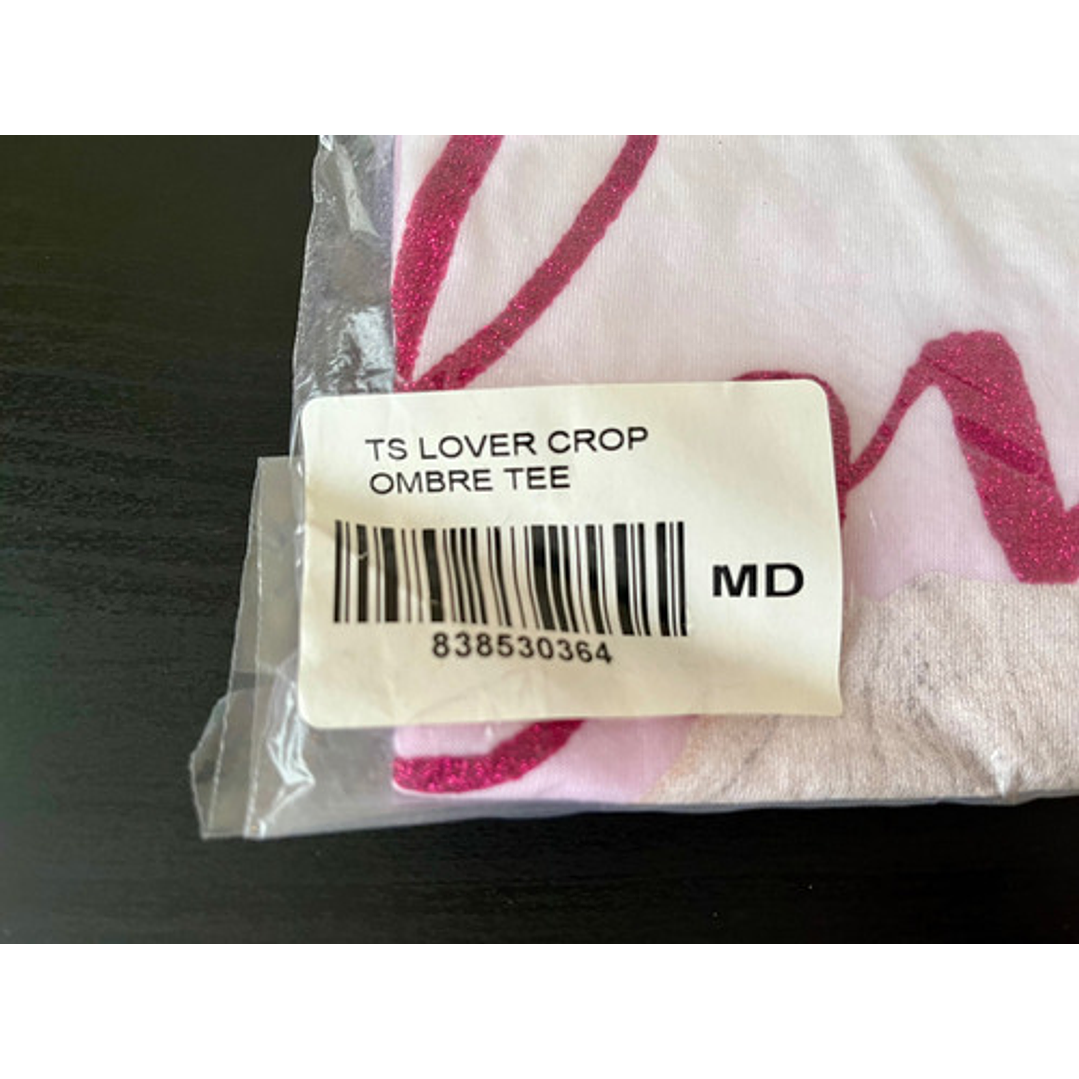 TS LOVER CROP
OMBRE TEE
MD
838530364